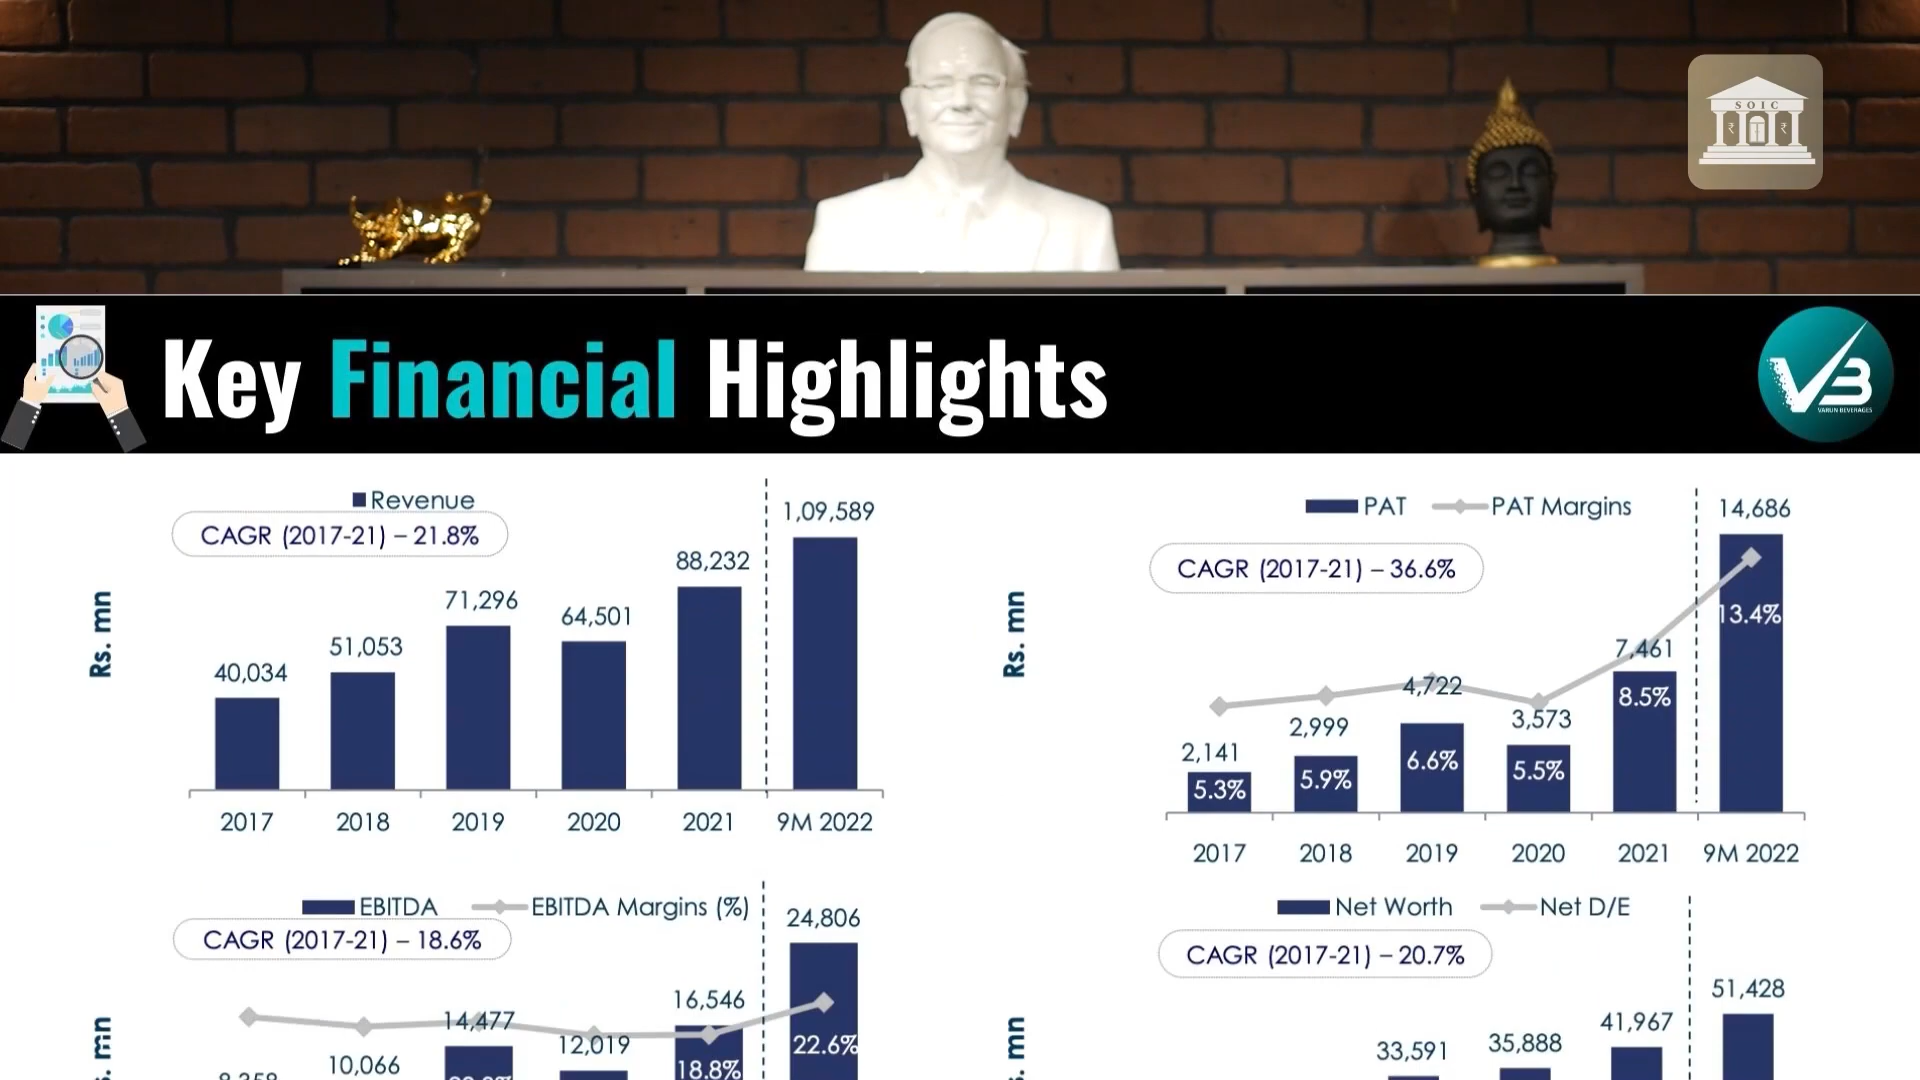 SOIC
Key Financial Highlights
VARUN BEVERAGES
Revenue
CAGR (2017-21) – 21.8%
Rs. mn
40,034
51,053
71,296
64,501
88,232
1,09,589
2017
2018
2019
2020
2021
9M 2022
PAT
PAT Margins
CAGR (2017-21) – 36.6%
Rs. mn
2,141
2,999
4,722
3,573
7,461
14,686
5.3%
5.9%
6.6%
5.5%
8.5%
13.4%
2017
2018
2019
2020
2021
9M 2022
EBITDA
EBITDA Margins (%)
CAGR (2017-21) – 18.6%
10,066
14,477
12,019
16,546
24,806
18.8%
22.6%
Net Worth
Net D/E
CAGR (2017-21) – 20.7%
33,591
35,888
41,967
51,428